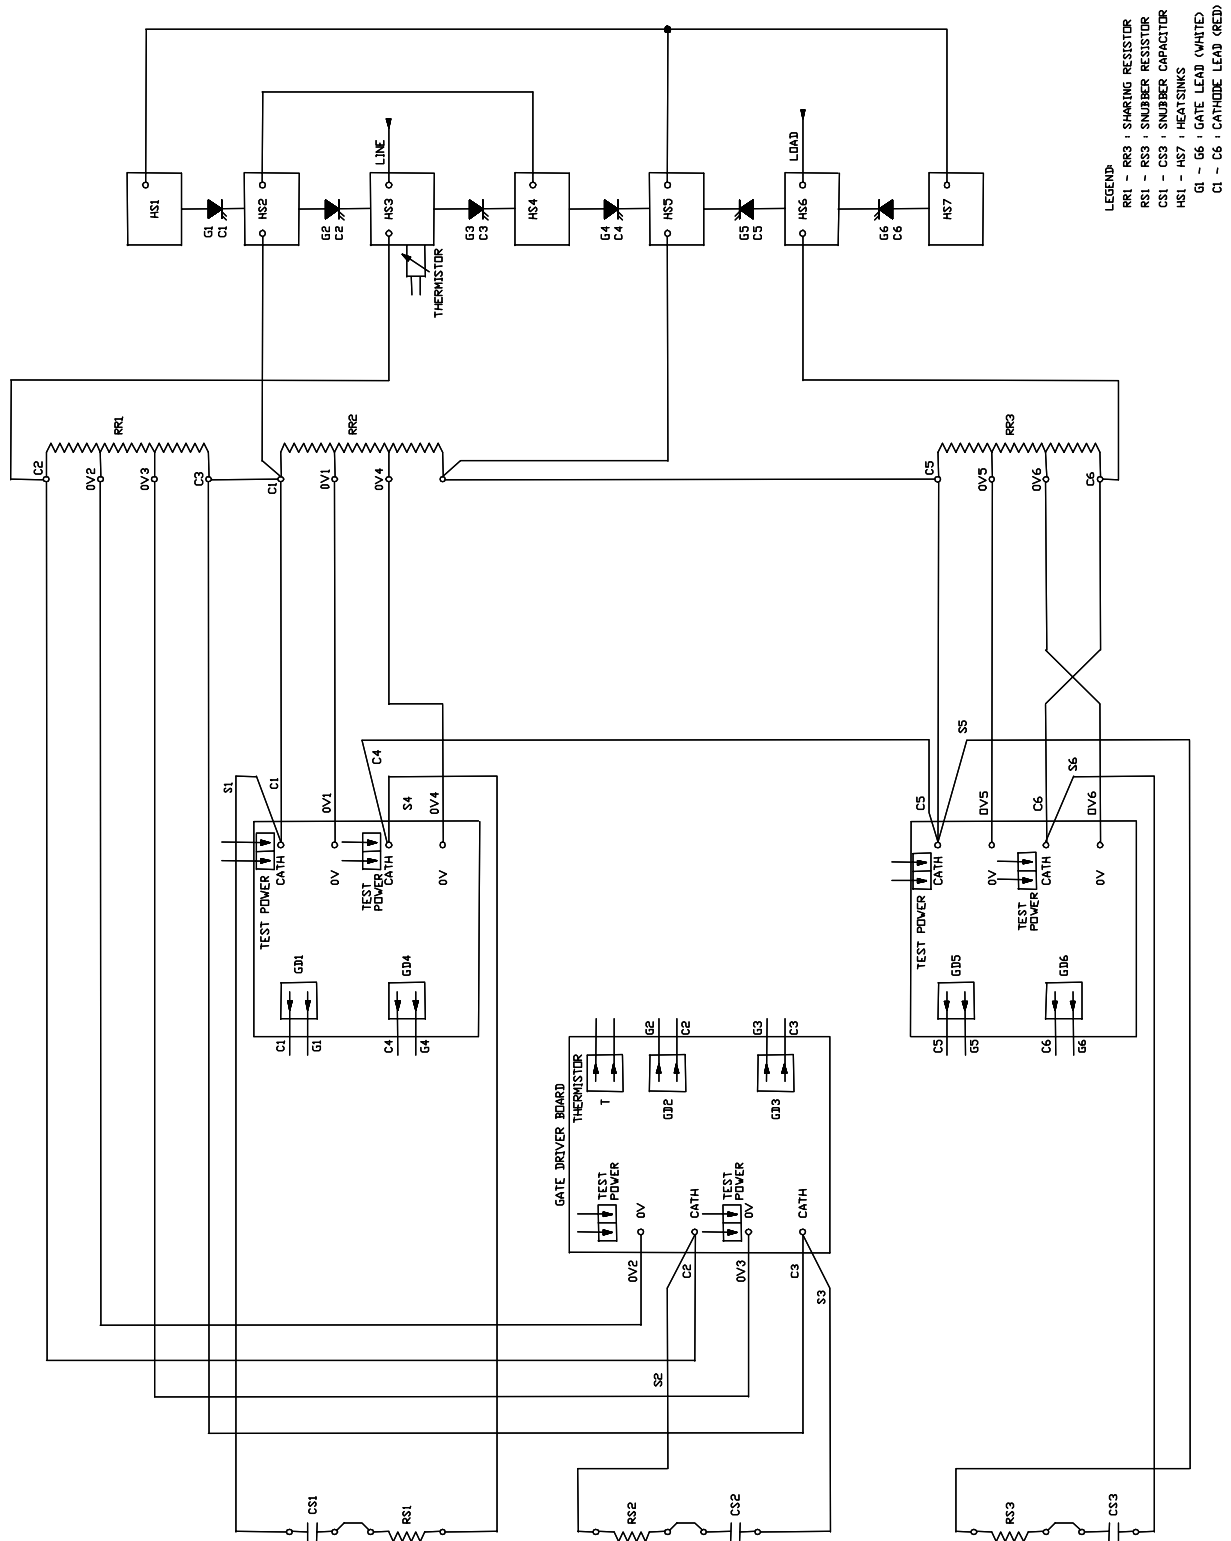 LEGEND:
RR1 - RR3 : SHARING RESISTOR
RS1 - RS3 : SNUBBER RESISTOR
CS1 - CS3 : SNUBBER CAPACITOR
HS1 - HS7 : HEATSINKS
G1 - G6 : GATE LEAD (WHITE)
C1 - C6 : CATHODE LEAD (RED)
LINE
LOAD
HS1
G1
C1
HS2
G2
C2
HS3
G3
C3
HS4
G4
C4
HS5
G5
C5
HS6
G6
C6
HS7
THERMISTOR
RR1
RR2
RR3
C2
0V2
0V3
C3
C1
0V1
0V4
C5
0V5
0V6
C6
S1
C1
0V1
C4
S4
0V4
C5
S5
0V5
C6
S6
0V6
CATH
TEST POWER
0V
TEST
POWER
CATH
0V
GD1
GD4
C1
G1
C4
G4
CATH
TEST POWER
0V
TEST
POWER
CATH
0V
GD5
GD6
C5
G5
C6
G6
GATE DRIVER BOARD
THERMISTOR
T
G2
C2
GD2
G3
C3
GD3
TEST
POWER
0V
CATH
TEST
POWER
0V
CATH
0V2
C2
0V3
C3
S3
S2
CS1
RS1
RS2
CS2
RS3
CS3